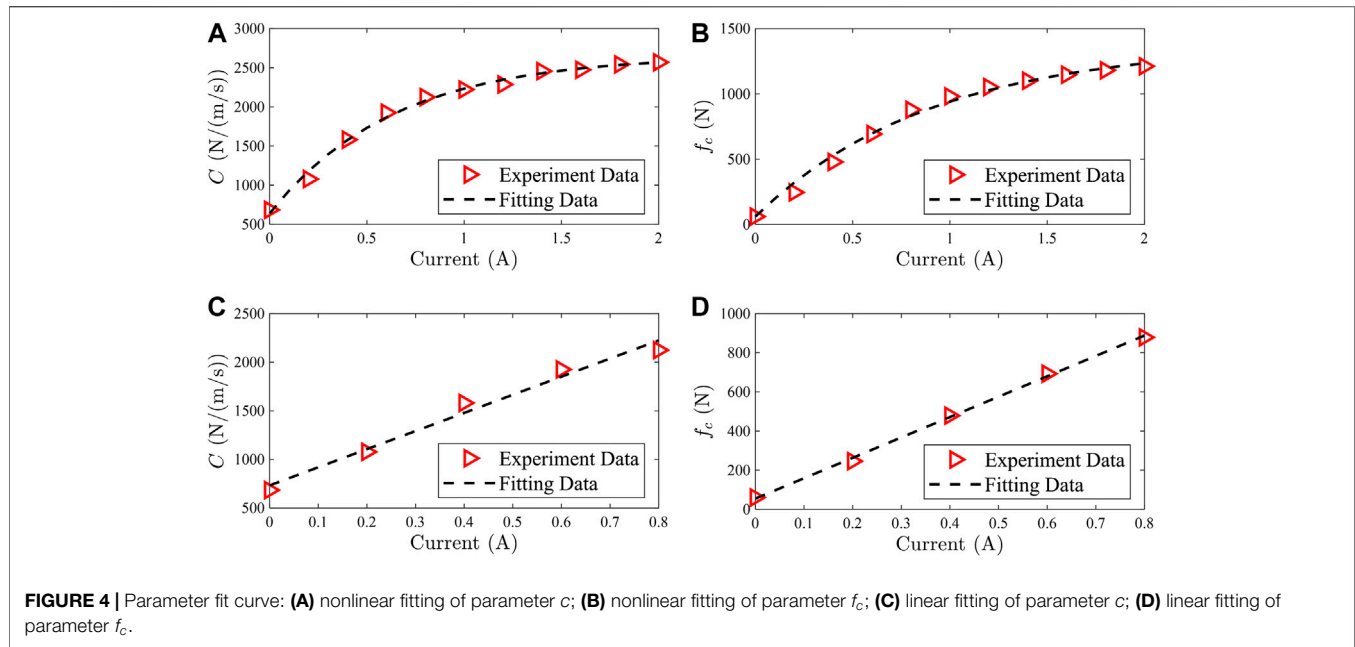 A
3000
2500
2000
1500
1000
500
C (N/(m/s))
Experiment Data
Fitting Data
0 0.5 1 1.5 2
Current (A)
B
1500
1000
500
0
f_c (N)
Experiment Data
Fitting Data
0 0.5 1 1.5 2
Current (A)
C
2500
2000
1500
1000
500
C (N/(m/s))
Experiment Data
Fitting Data
0 0.1 0.2 0.3 0.4 0.5 0.6 0.7 0.8
Current (A)
D
1000
800
600
400
200
0
f_c (N)
Experiment Data
Fitting Data
0 0.1 0.2 0.3 0.4 0.5 0.6 0.7 0.8
Current (A)
FIGURE 4 | Parameter fit curve: (A) nonlinear fitting of parameter c; (B) nonlinear fitting of parameter f_c; (C) linear fitting of parameter c; (D) linear fitting of
parameter f_c.